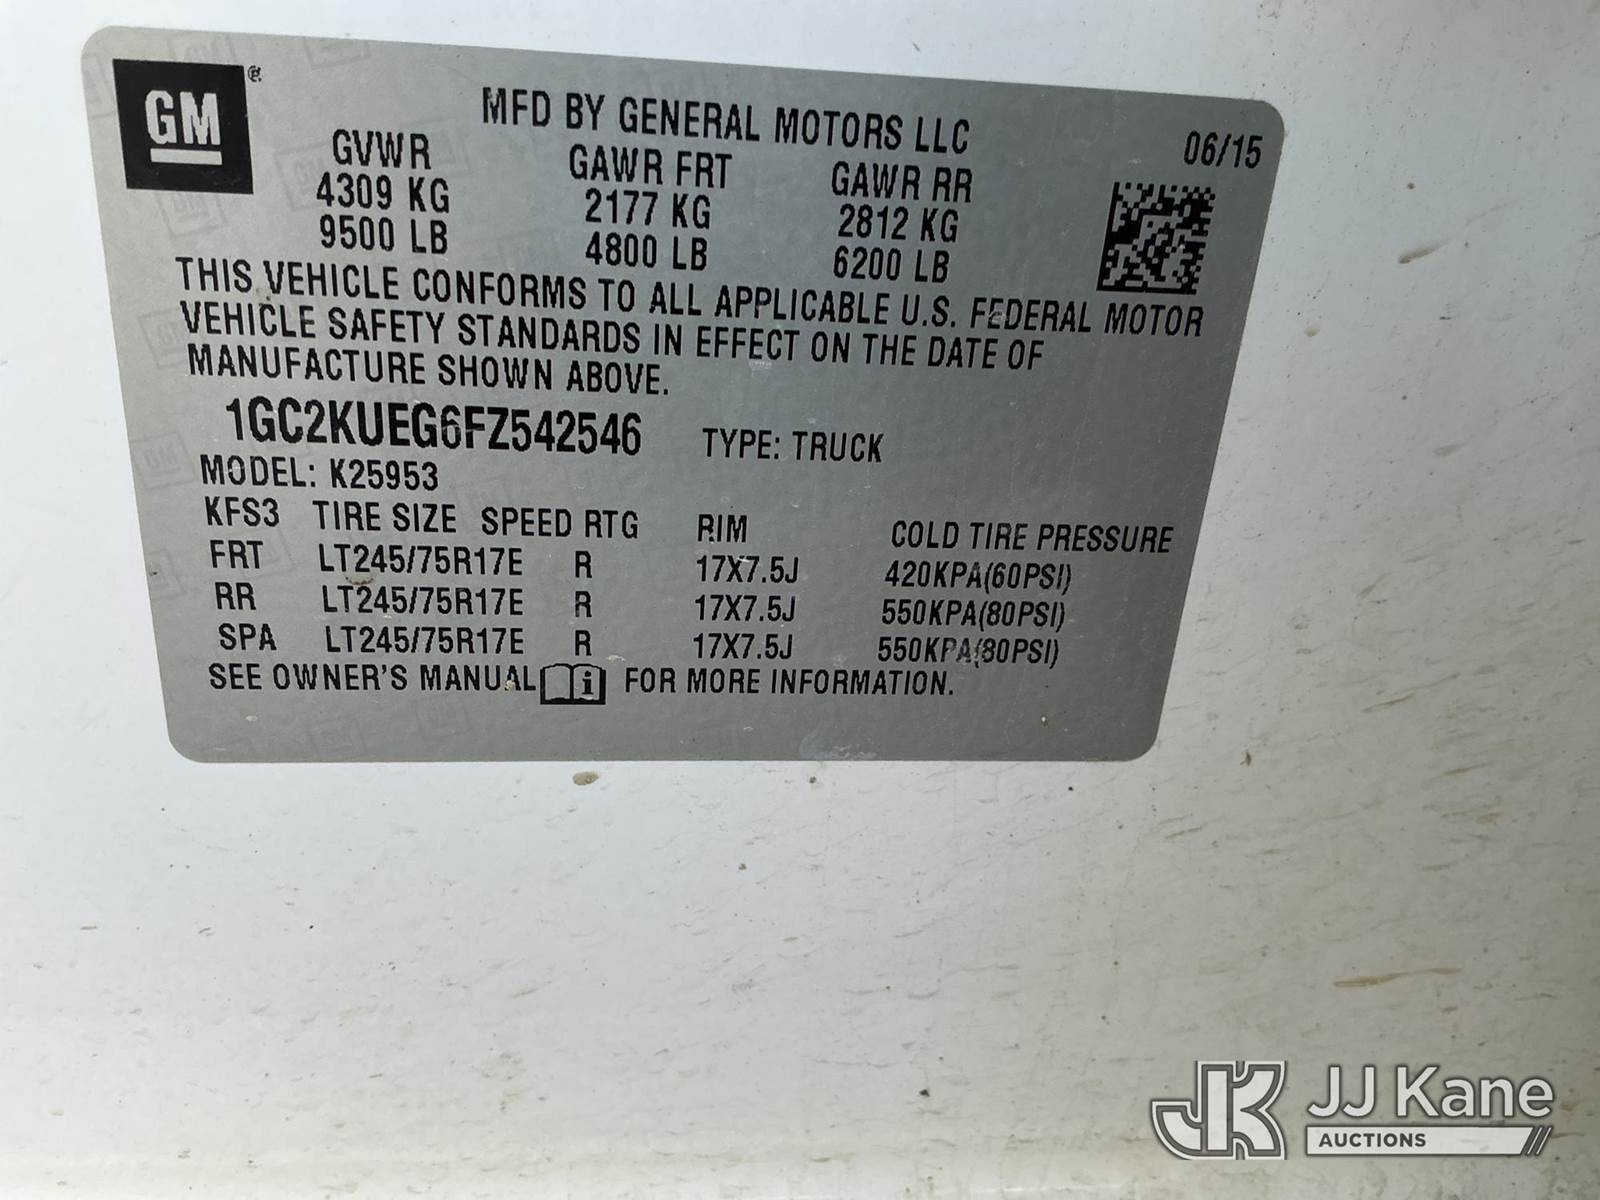 GM®
MFD BY GENERAL MOTORS LLC
06/15
GVWR GAWR FRT GAWR RR
4309 KG 2177 KG 2812 KG
9500 LB 4800 LB 6200 LB
THIS VEHICLE CONFORMS TO ALL APPLICABLE U.S. FEDERAL MOTOR
VEHICLE SAFETY STANDARDS IN EFFECT ON THE DATE OF
MANUFACTURE SHOWN ABOVE.
1GC2KUEG6FZ542546 TYPE: TRUCK
MODEL: K25953
KFS3 TIRE SIZE SPEED RTG RIM COLD TIRE PRESSURE
FRT LT245/75R17E R 17X7.5J 420KPA(60PSI)
RR LT245/75R17E R 17X7.5J 550KPA(80PSI)
SPA LT245/75R17E R 17X7.5J 550KPA(80PSI)
SEE OWNER'S MANUAL i FOR MORE INFORMATION.
JK JJ Kane
AUCTIONS